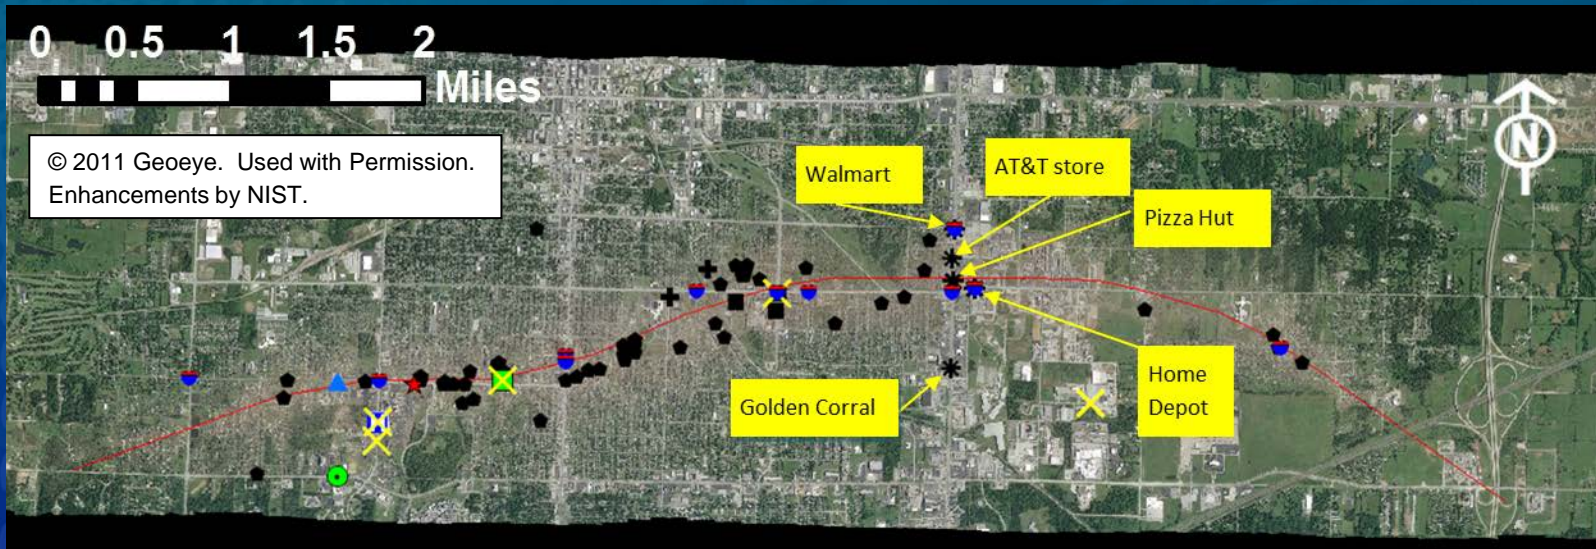 0 0.5 1 1.5 2
Miles
© 2011 Geoeye. Used with Permission.
Enhancements by NIST.
N
Walmart
AT&T store
Pizza Hut
Golden Corral
Home
Depot